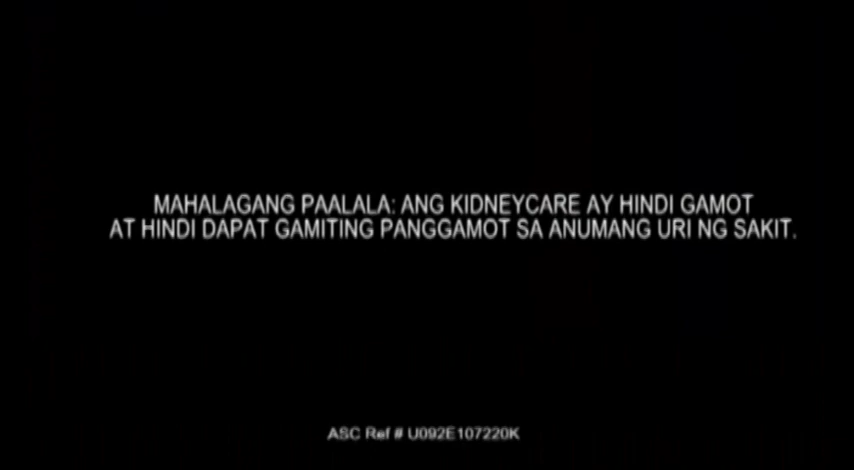 MAHALAGANG PAALALA: ANG KIDNEYCARE AY HINDI GAMOT
AT HINDI DAPAT GAMITING PANGGAMOT SA ANUMANG URI NG SAKIT.
ASC Ref # U092E107220K